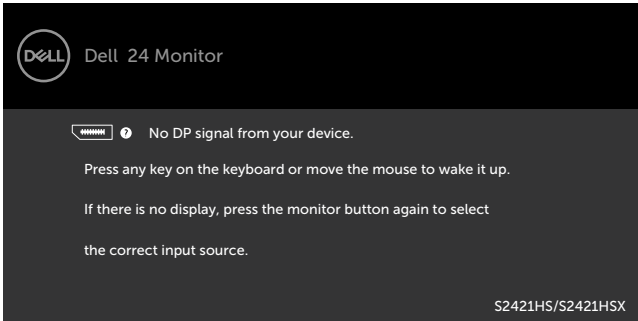 DELL Dell 24 Monitor
? No DP signal from your device.
Press any key on the keyboard or move the mouse to wake it up.
If there is no display, press the monitor button again to select
the correct input source.
S2421HS/S2421HSX